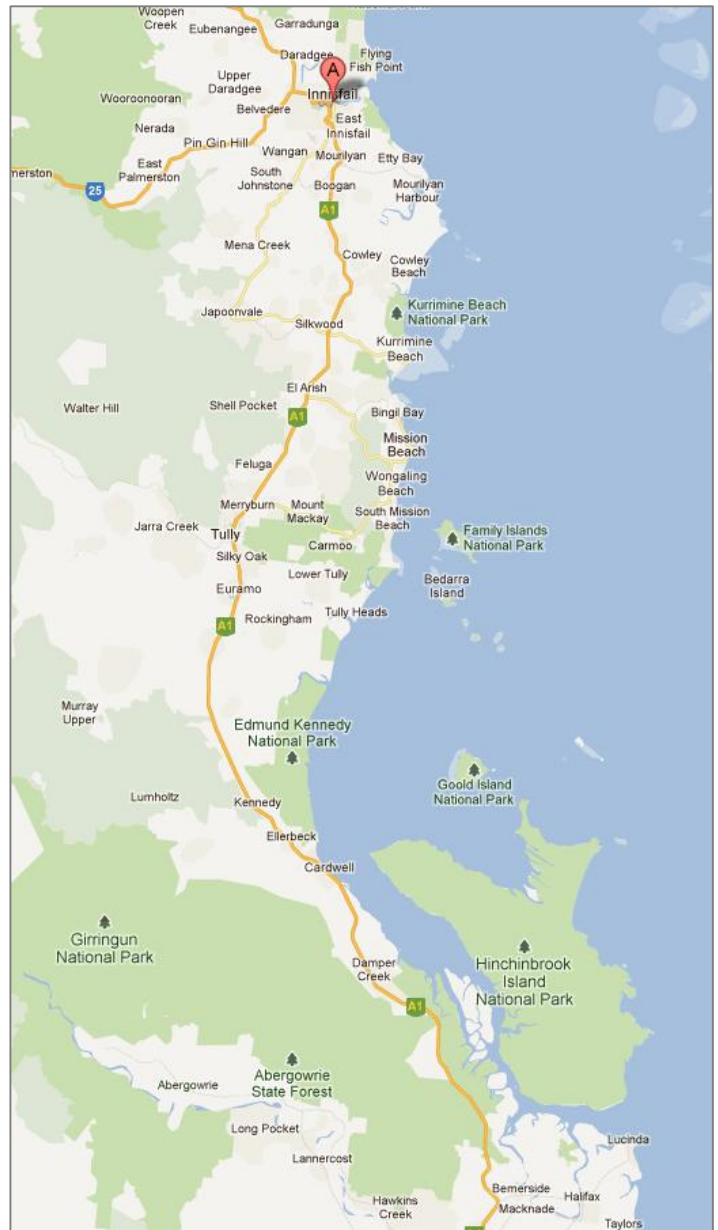 Woopen
Creek
Garradunga
Eubenangee
Daradgee
Flying
Fish Point
Upper
Daradgee
A
Innisfail
Wooroonooran
Belvedere
East
Innisfail
Nerada
Pin Gin Hill
Wangan
Mourilyan
Etty Bay
East
Palmerston
merston
25
South
Johnstone
Boogan
Mourilyan
Harbour
A1
Mena Creek
Cowley
Cowley
Beach
Japoonvale
Silkwood
Kurrimine Beach
National Park
Kurrimine
Beach
El Arish
Walter Hill
Shell Pocket
A1
Bingil Bay
Mission
Beach
Feluga
Wongaling
Beach
Merryburn
Mount
Mackay
South Mission
Beach
Jarra Creek
Tully
Family Islands
National Park
Silky Oak
Carmoo
Lower Tully
Bedarra
Island
Euramo
Rockingham
Tully Heads
A1
Murray
Upper
Edmund Kennedy
National Park
Goold Island
National Park
Lumholtz
Kennedy
Ellerbeck
Cardwell
Girringun
National Park
Damper
Creek
Hinchinbrook
Island
National Park
A1
Abergowrie
Abergowrie
State Forest
Long Pocket
Lannercost
Lucinda
Hawkins
Creek
Bemerside
Macknade
Halifax
Taylors